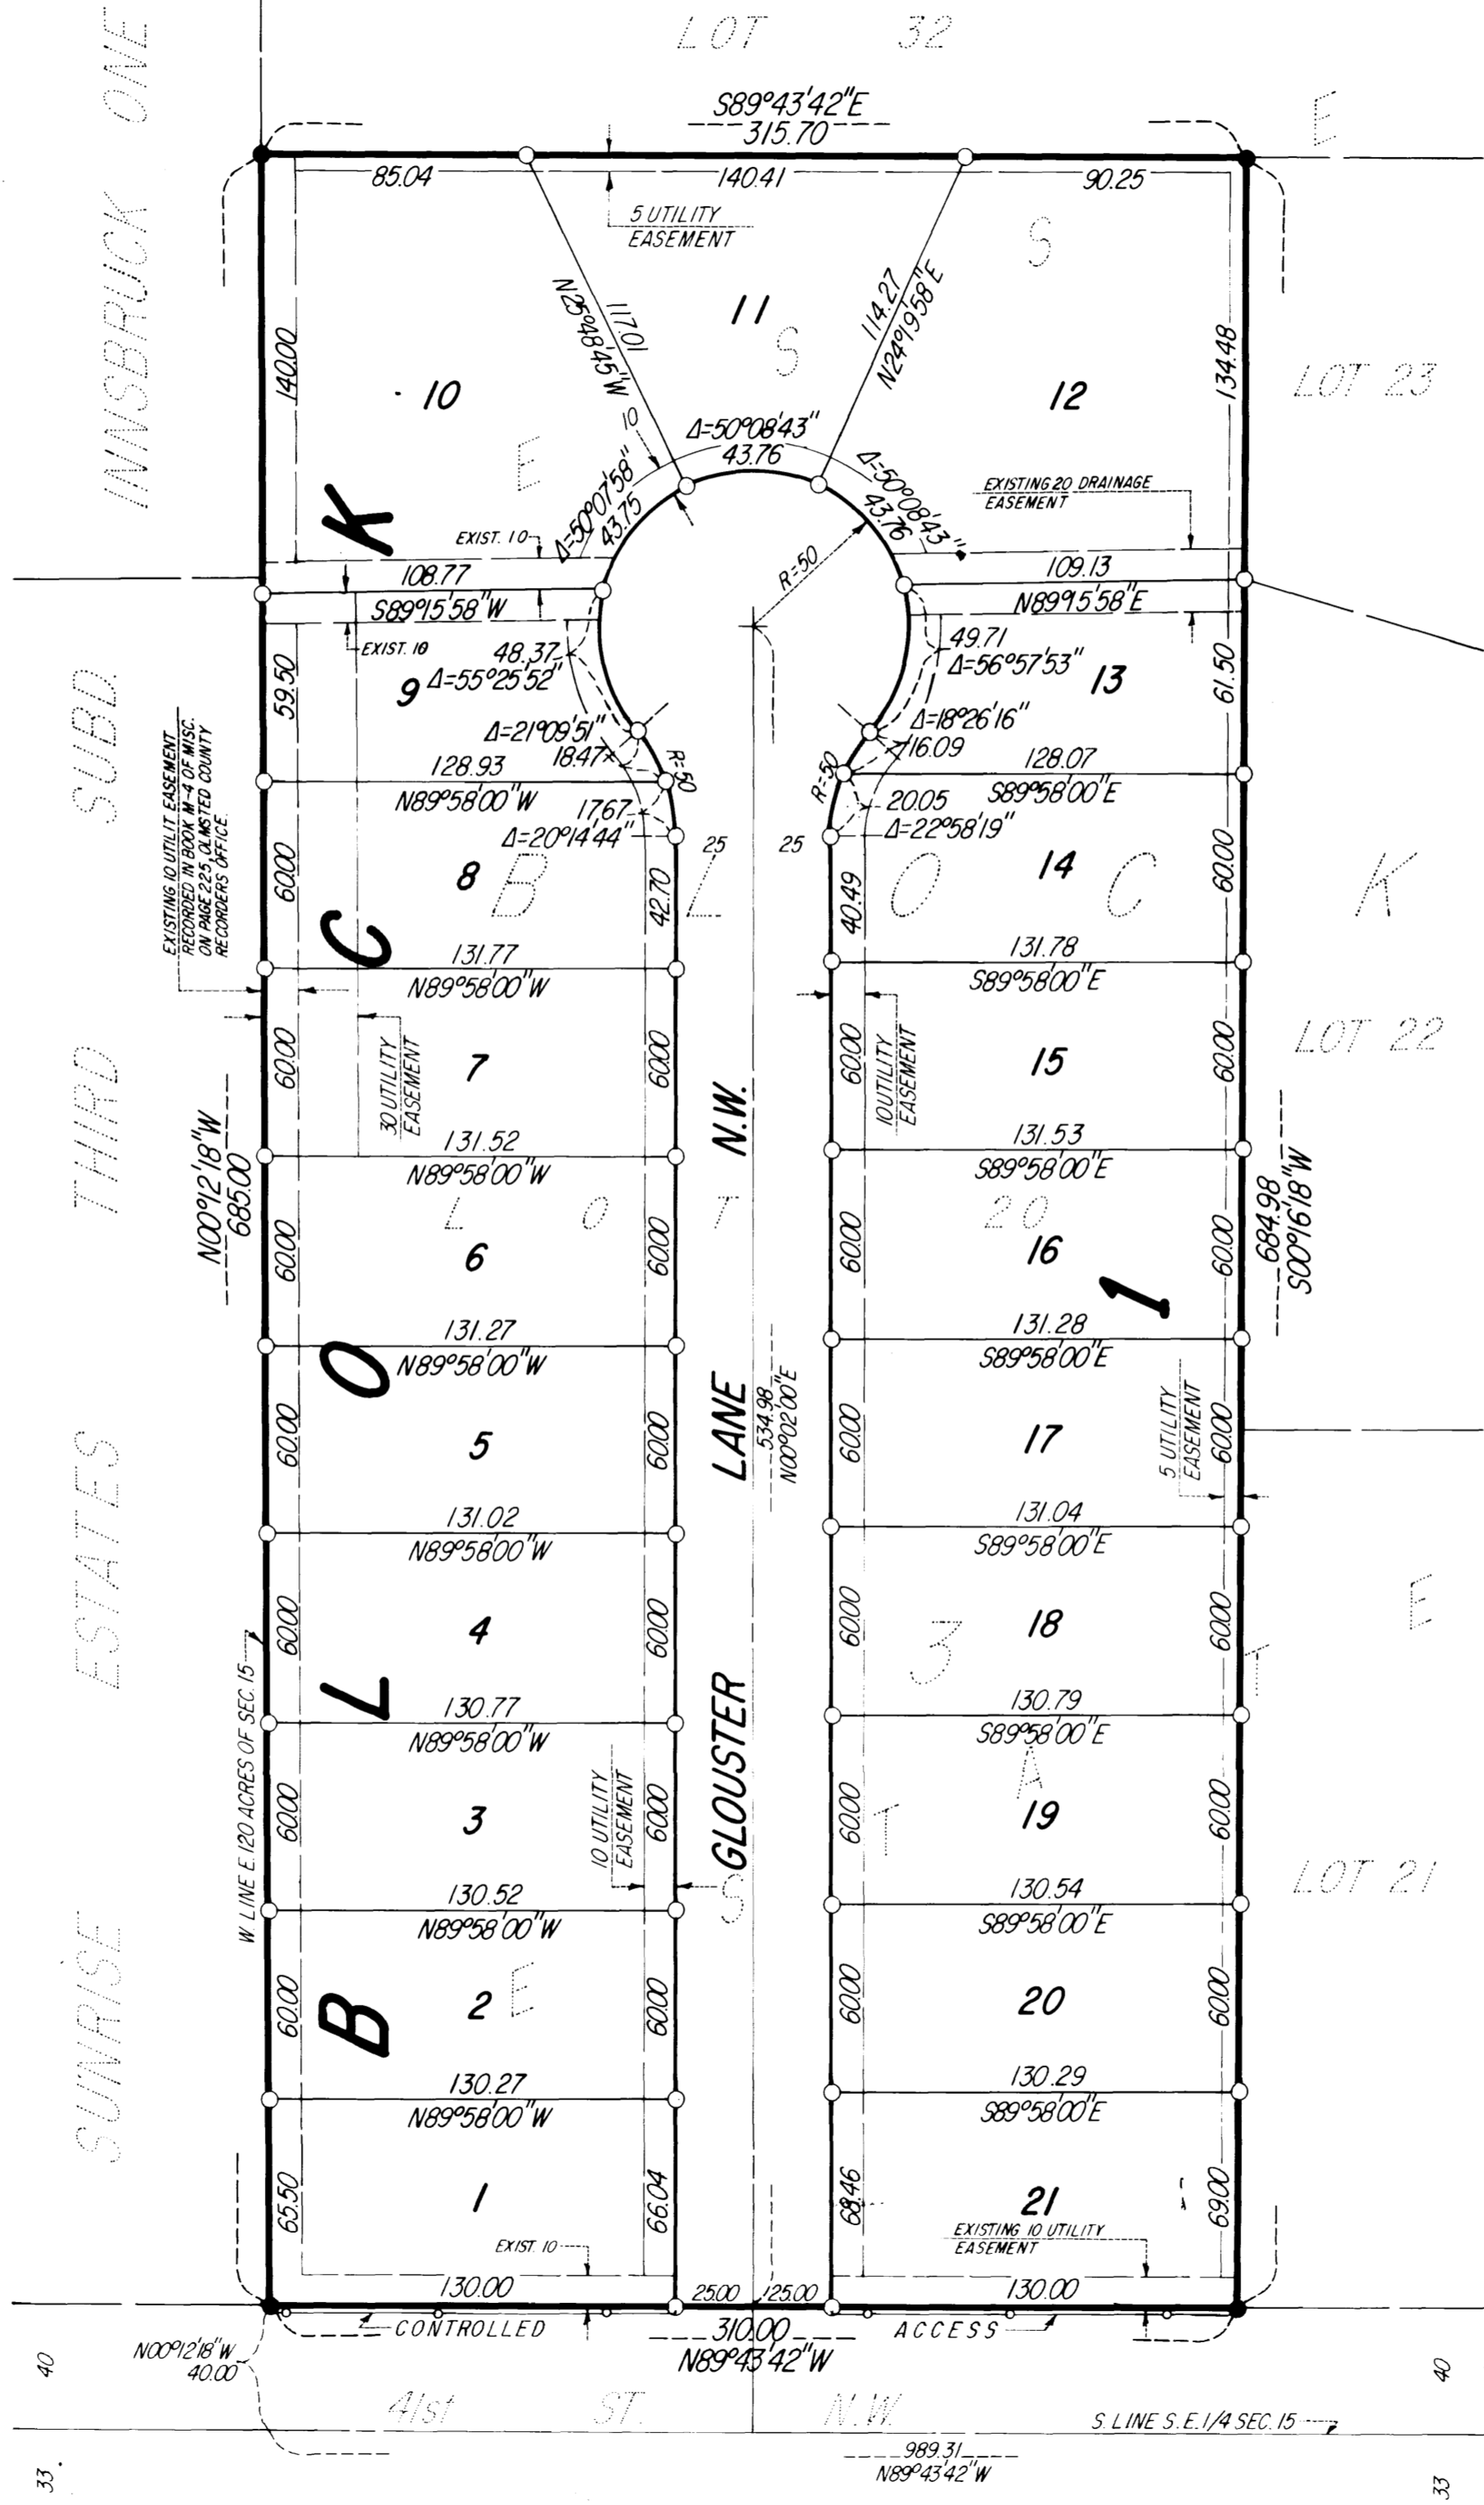 LOT 32
ONE
S89°43'42"E
315.70
E
85.04
140.41
90.25
5 UTILITY
EASEMENT
S
INNSBRUCK
N25°48'45"W
117.01
114.27
N24°19'58"E
11
S
140.00
134.48
LOT 23
10
12
10
Δ=50°08'43"
43.76
E
Δ=50°07'58"
43.75
Δ=50°08'43"
43.76
EXISTING 20 DRAINAGE
EASEMENT
K
EXIST. 10
R=50
108.77
S89°15'58"W
109.13
N89°15'58"E
EXIST. 10
48.37
Δ=55°25'52"
49.71
Δ=56°57'53"
59.50
9
13
61.50
SUBD.
Δ=21°09'51"
18.47
Δ=18°26'16"
16.09
EXISTING 10 UTILIT EASEMENT
RECORDED IN BOOK M-4 OF MISC.
ON PAGE 225, OLMSTED COUNTY
RECORDERS OFFICE.
128.93
N89°58'00"W
R=50
R=50
128.07
S89°58'00"E
17.67
Δ=20°14'44"
20.05
Δ=22°58'19"
25
25
60.00
8
42.70
40.49
14
60.00
B L O C K
C
131.77
N89°58'00"W
131.78
S89°58'00"E
THIRD
60.00
30 UTILITY
EASEMENT
7
60.00
N.W.
60.00
10 UTILITY
EASEMENT
15
60.00
LOT 22
131.52
N89°58'00"W
131.53
S89°58'00"E
N00°12'18"W
685.00
684.98
S00°16'18"W
L O T 20
60.00
6
60.00
60.00
16
60.00
1
131.27
N89°58'00"W
131.28
S89°58'00"E
O
60.00
5
60.00
LANE
534.98
N00°02'00"E
60.00
17
5 UTILITY
EASEMENT
60.00
ESTATES
131.02
N89°58'00"W
131.04
S89°58'00"E
E
W. LINE E. 120 ACRES OF SEC. 15
60.00
4
60.00
60.00
3
18
60.00
T
L
130.77
N89°58'00"W
130.79
S89°58'00"E
A
60.00
3
10 UTILITY
EASEMENT
60.00
GLOUSTER
60.00
T
19
60.00
LOT 21
S
130.52
N89°58'00"W
130.54
S89°58'00"E
SUNRISE
60.00
B
2
E
60.00
60.00
20
60.00
130.27
N89°58'00"W
130.29
S89°58'00"E
65.50
1
66.04
68.46
21
69.00
EXIST. 10
EXISTING 10 UTILITY
EASEMENT
130.00
25.00
25.00
130.00
CONTROLLED
310.00
N89°43'42"W
ACCESS
N00°12'18"W
40.00
40
40
41st ST. N.W.
S. LINE S.E. 1/4 SEC. 15
989.31
N89°43'42"W
33
33